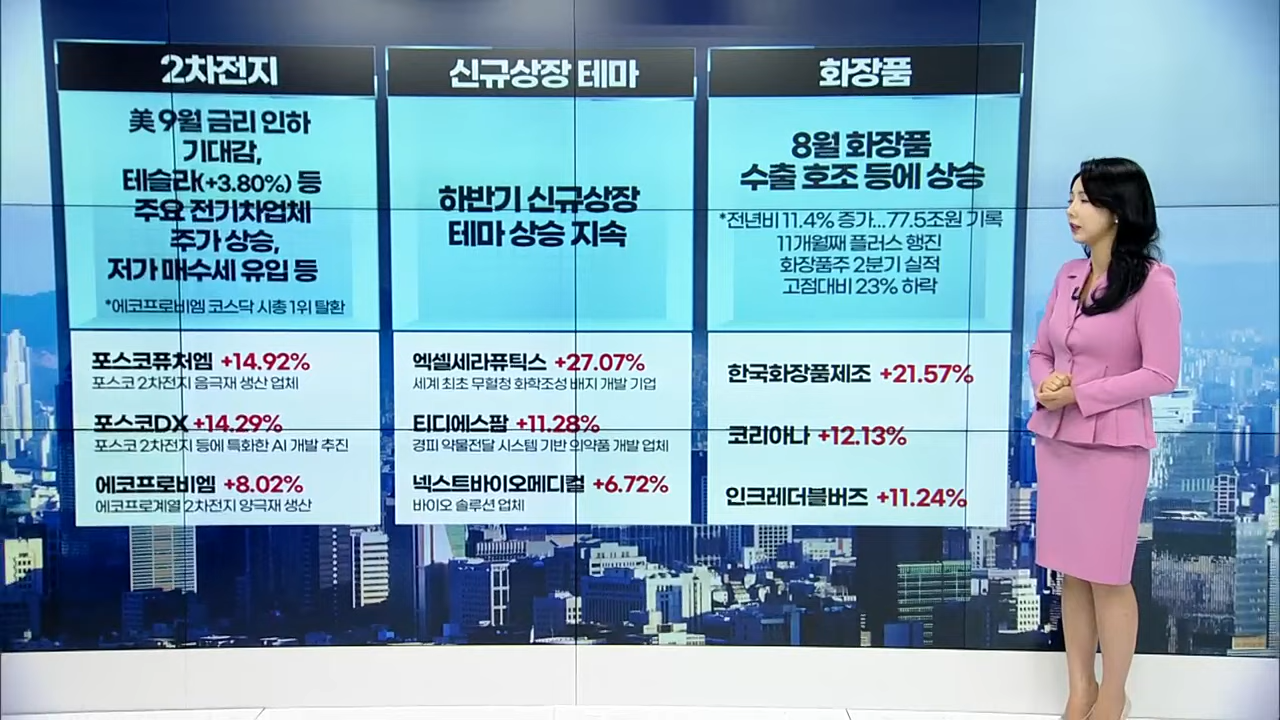 2차전지
美 9월 금리 인하
기대감,
테슬라(+3.80%) 등
주요 전기차업체
주가 상승,
저가 매수세 유입 등
*에코프로비엠 코스닥 시총 1위 탈환
포스코퓨처엠 +14.92%
포스코 2차전지 음극재 생산 업체
포스코DX +14.29%
포스코 2차전지 등에 특화한 AI 개발 추진
에코프로비엠 +8.02%
에코프로계열 2차전지 양극재 생산
신규상장 테마
하반기 신규상장
테마 상승 지속
엑셀세라퓨틱스 +27.07%
세계 최초 무혈청 화학조성 배지 개발 기업
티디에스팜 +11.28%
경피 약물전달 시스템 기반 의약품 개발 업체
넥스트바이오메디컬 +6.72%
바이오 솔루션 업체
화장품
8월 화장품
수출 호조 등에 상승
*전년비 11.4% 증가...77.5조원 기록
11개월째 플러스 행진
화장품주 2분기 실적
고점대비 23% 하락
한국화장품제조 +21.57%
코리아나 +12.13%
인크레더블버즈 +11.24%